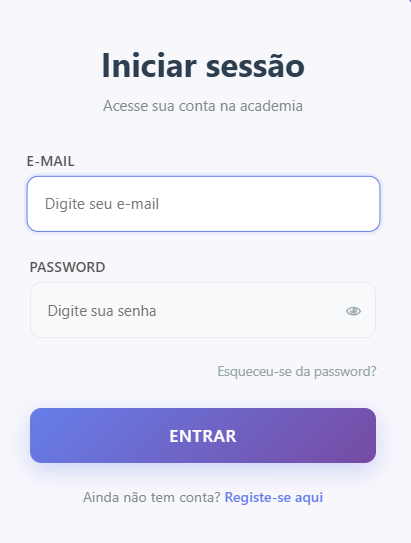 Iniciar sessão
Acesse sua conta na academia
E-MAIL
Digite seu e-mail
PASSWORD
Digite sua senha
Esqueceu-se da password?
ENTRAR
Ainda não tem conta? Registe-se aqui